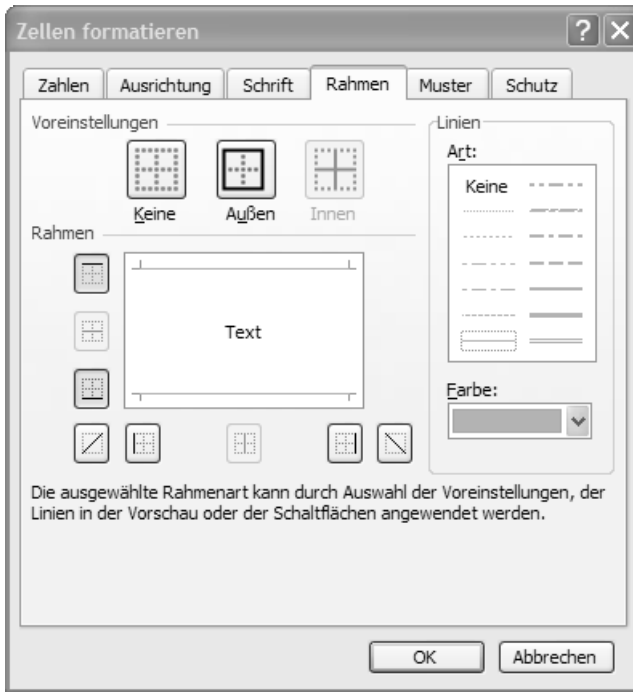 Zellen formatieren
Zahlen Ausrichtung Schrift Rahmen Muster Schutz
Voreinstellungen
Keine Außen Innen
Rahmen
Text
Linien
Art:
Keine
Farbe:
Die ausgewählte Rahmenart kann durch Auswahl der Voreinstellungen, der
Linien in der Vorschau oder der Schaltflächen angewendet werden.
OK Abbrechen